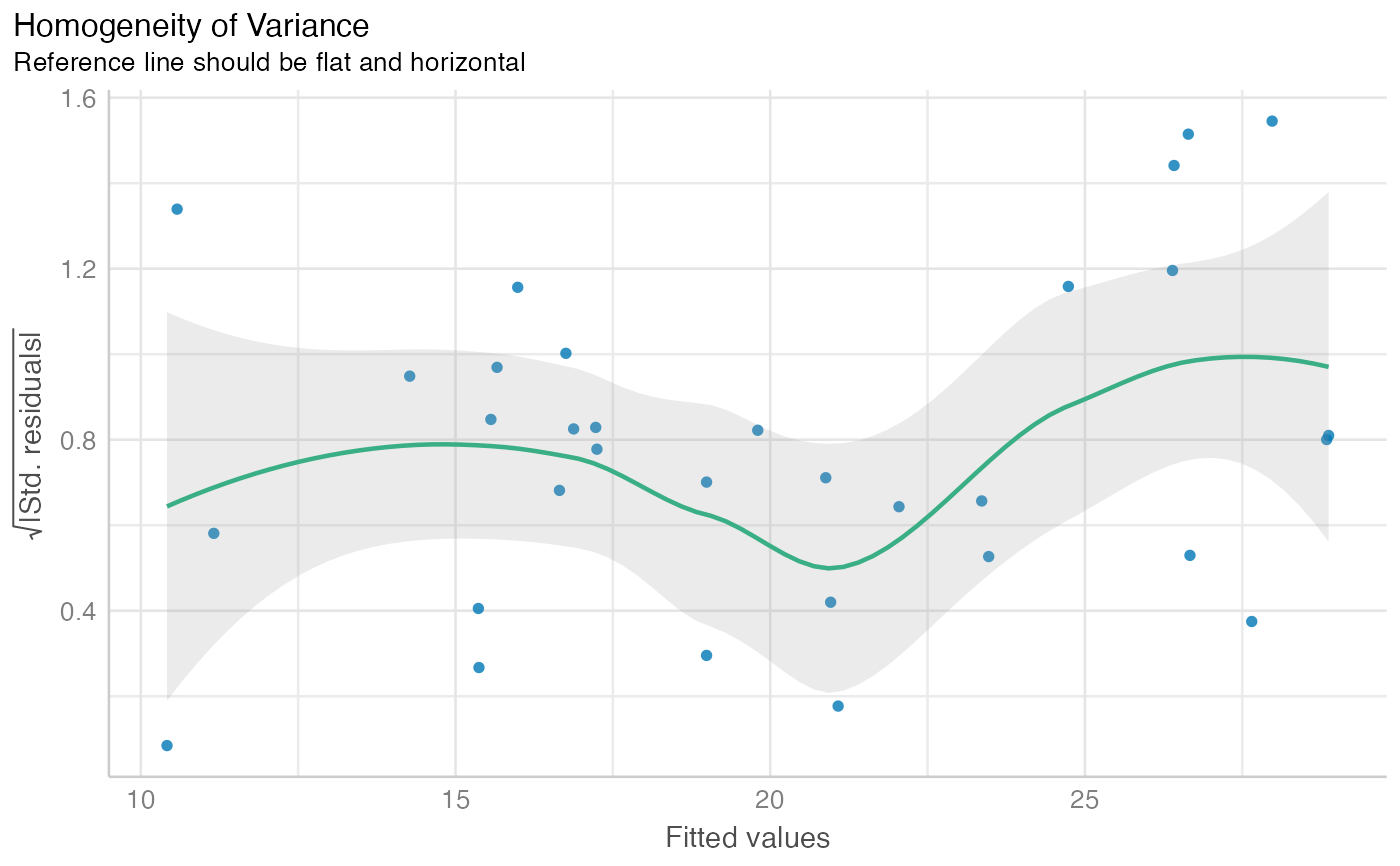 Homogeneity of Variance
Reference line should be flat and horizontal
√|Std. residuals|
1.6
1.2
0.8
0.4
10 15 20 25
Fitted values